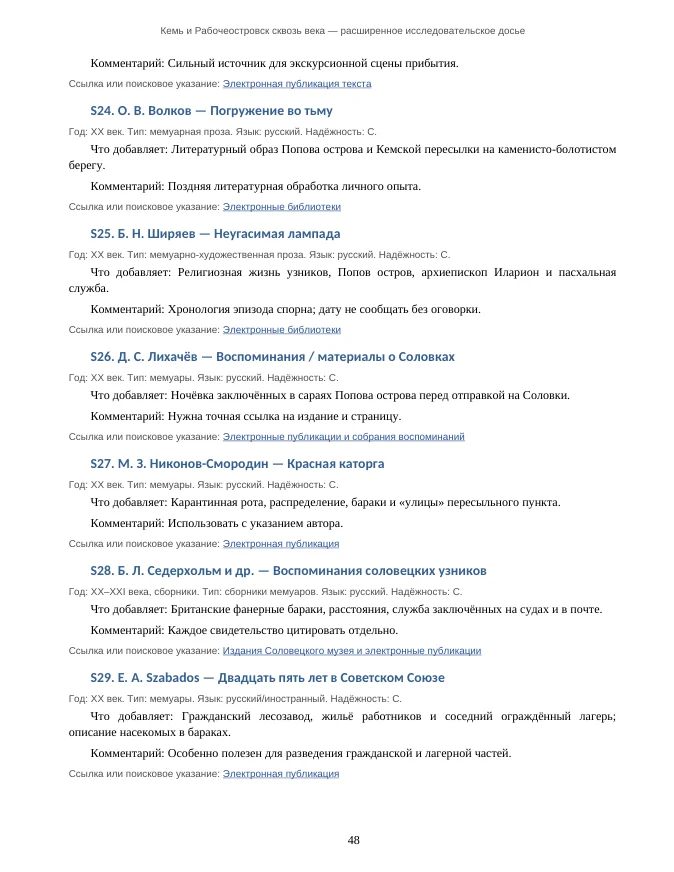 Кемь и Рабочеостровск сквозь века — расширенное исследовательское досье
Комментарий: Сильный источник для экскурсионной сцены прибытия.
Ссылка или поисковое указание: Электронная публикация текста
S24. О. В. Волков — Погружение во тьму
Год: XX век. Тип: мемуарная проза. Язык: русский. Надёжность: C.
Что добавляет: Литературный образ Попова острова и Кемской пересылки на каменисто-болотистом
берегу.
Комментарий: Поздняя литературная обработка личного опыта.
Ссылка или поисковое указание: Электронные библиотеки
S25. Б. Н. Ширяев — Неугасимая лампада
Год: XX век. Тип: мемуарно-художественная проза. Язык: русский. Надёжность: C.
Что добавляет: Религиозная жизнь узников, Попов остров, архиепископ Иларион и пасхальная
служба.
Комментарий: Хронология эпизода спорна; дату не сообщать без оговорки.
Ссылка или поисковое указание: Электронные библиотеки
S26. Д. С. Лихачёв — Воспоминания / материалы о Соловках
Год: XX век. Тип: мемуары. Язык: русский. Надёжность: C.
Что добавляет: Ночёвка заключённых в сараях Попова острова перед отправкой на Соловки.
Комментарий: Нужна точная ссылка на издание и страницу.
Ссылка или поисковое указание: Электронные публикации и собрания воспоминаний
S27. М. З. Никонов-Смородин — Красная каторга
Год: XX век. Тип: мемуары. Язык: русский. Надёжность: C.
Что добавляет: Карантинная рота, распределение, бараки и «улицы» пересыльного пункта.
Комментарий: Использовать с указанием автора.
Ссылка или поисковое указание: Электронная публикация
S28. Б. Л. Седерхольм и др. — Воспоминания соловецких узников
Год: XX–XXI века, сборники. Тип: сборники мемуаров. Язык: русский. Надёжность: C.
Что добавляет: Британские фанерные бараки, расстояния, служба заключённых на судах и в почте.
Комментарий: Каждое свидетельство цитировать отдельно.
Ссылка или поисковое указание: Издания Соловецкого музея и электронные публикации
S29. E. A. Szabados — Двадцать пять лет в Советском Союзе
Год: XX век. Тип: мемуары. Язык: русский/иностранный. Надёжность: C.
Что добавляет: Гражданский лесозавод, жильё работников и соседний ограждённый лагерь;
описание насекомых в бараках.
Комментарий: Особенно полезен для разведения гражданской и лагерной частей.
Ссылка или поисковое указание: Электронная публикация
48